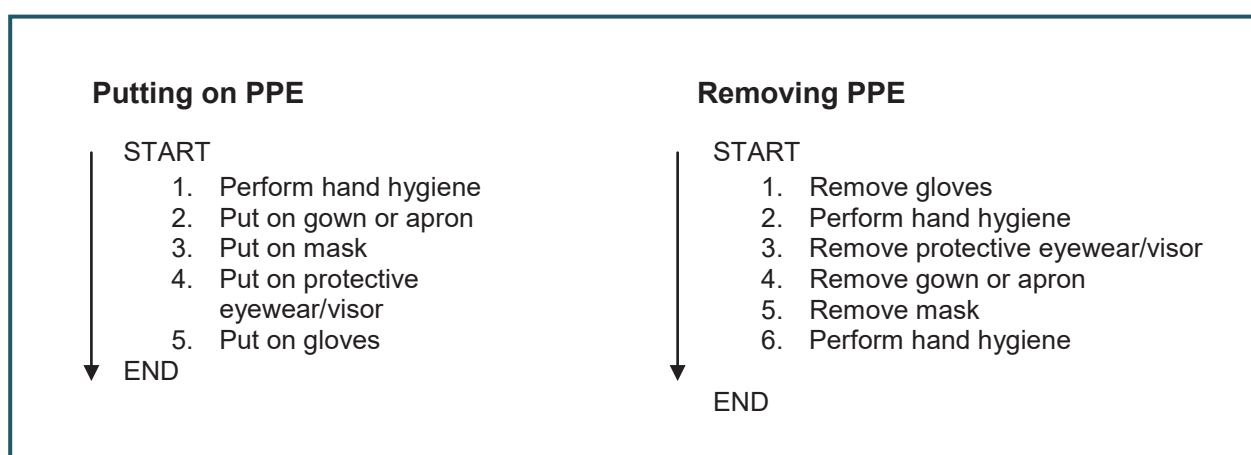 Putting on PPE
START
1. Perform hand hygiene
2. Put on gown or apron
3. Put on mask
4. Put on protective
eyewear/visor
5. Put on gloves
END
Removing PPE
START
1. Remove gloves
2. Perform hand hygiene
3. Remove protective eyewear/visor
4. Remove gown or apron
5. Remove mask
6. Perform hand hygiene
END